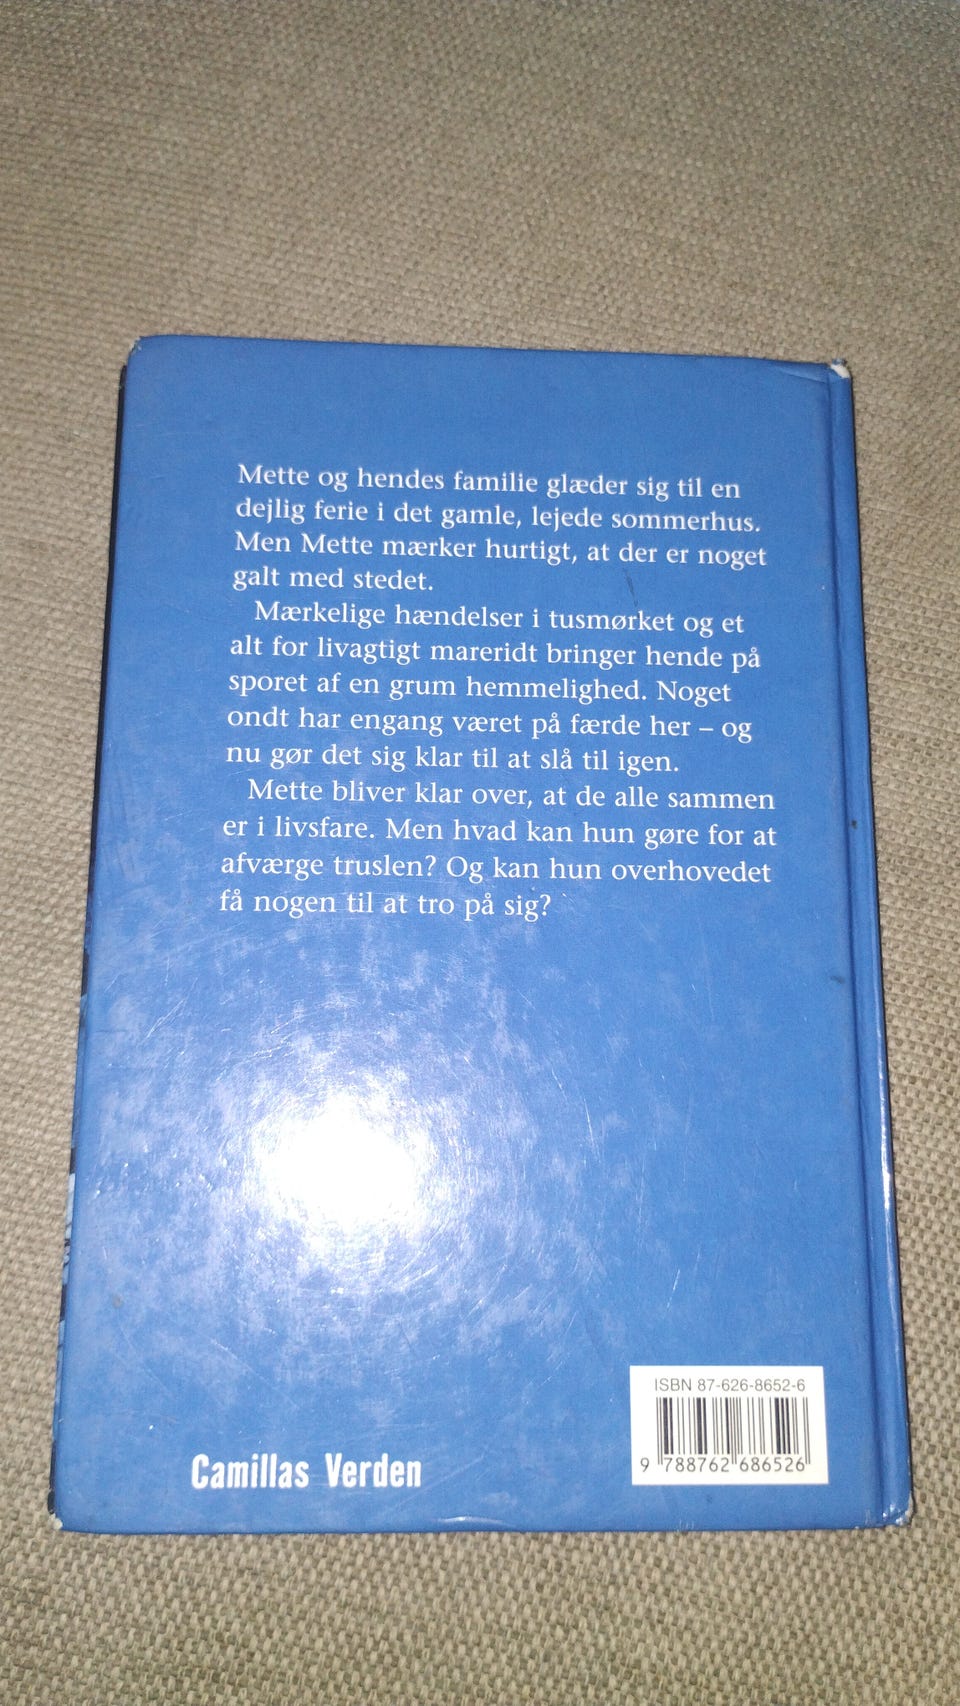 Mette og hendes familie glæder sig til en
dejlig ferie i det gamle, lejede sommerhus.
Men Mette mærker hurtigt, at der er noget
galt med stedet.
Mærkelige hændelser i tusmørket og et
alt for livagtigt mareridt bringer hende på
sporet af en grum hemmelighed. Noget
ondt har engang været på færde her – og
nu gør det sig klar til at slå til igen.
Mette bliver klar over, at de alle sammen
er i livsfare. Men hvad kan hun gøre for at
afværge truslen? Og kan hun overhovedet
få nogen til at tro på sig?
ISBN 87-626-8652-6
9 788762 686526
Camillas Verden